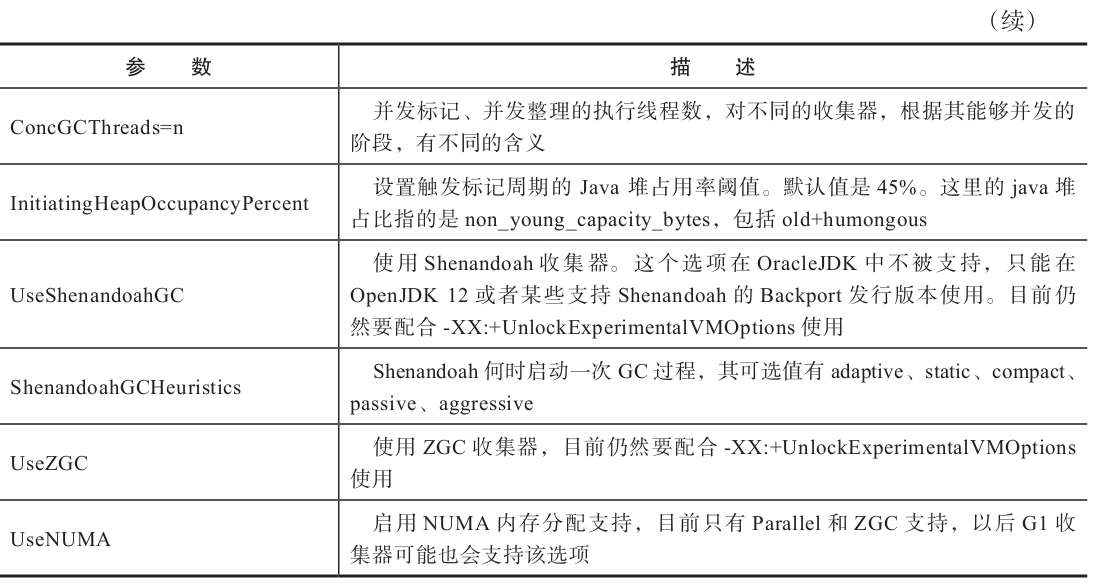 （续）
参 数
描 述
ConcGCThreads=n
并发标记、并发整理的执行线程数，对不同的收集器，根据其能够并发的
阶段，有不同的含义
InitiatingHeapOccupancyPercent
设置触发标记周期的 Java 堆占用率阈值。默认值是 45%。这里的 java 堆
占比指的是 non_young_capacity_bytes，包括 old+humongous
UseShenandoahGC
使用 Shenandoah 收集器。这个选项在 OracleJDK 中不被支持，只能在
OpenJDK 12 或者某些支持 Shenandoah 的 Backport 发行版本使用。目前仍
然要配合 -XX:+UnlockExperimentalVMOptions 使用
ShenandoahGCHeuristics
Shenandoah 何时启动一次 GC 过程，其可选值有 adaptive、static、compact、
passive、aggressive
UseZGC
使用 ZGC 收集器，目前仍然要配合 -XX:+UnlockExperimentalVMOptions
使用
UseNUMA
启用 NUMA 内存分配支持，目前只有 Parallel 和 ZGC 支持，以后 G1 收
集器可能也会支持该选项